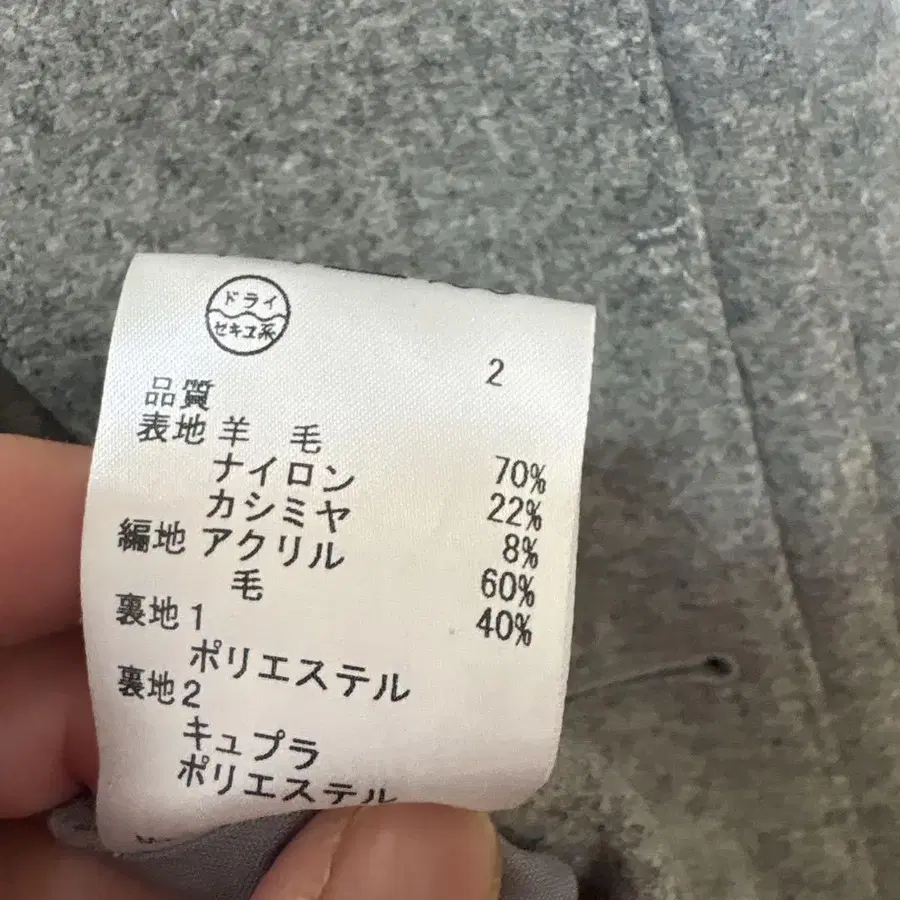 ドライ
セキユ系
2
品質
表地 羊 毛 70%
ナイロン 22%
カシミヤ 8%
編地 アクリル 60%
毛 40%
裏地1
ポリエステル
裏地2
キュプラ
ポリエステル